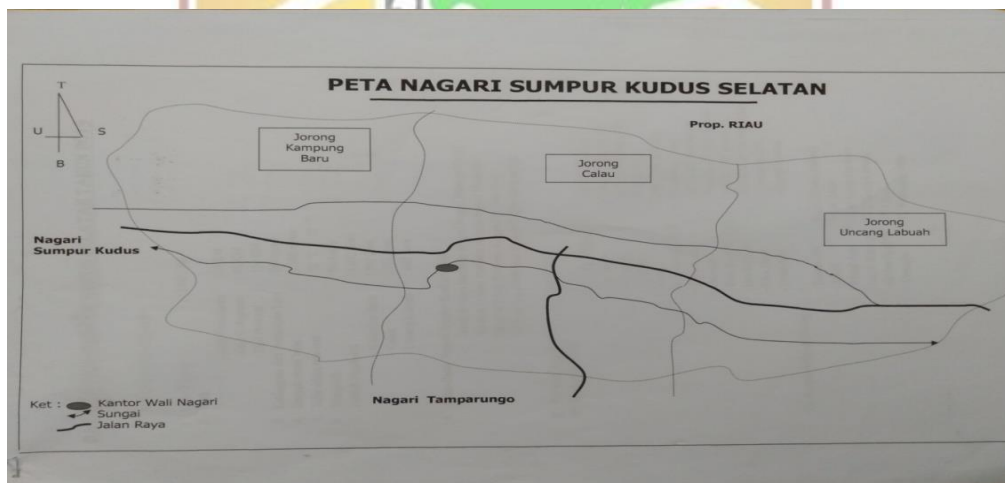 PETA NAGARI SUMPUR KUDUS SELATAN
T
U
S
B
Prop. RIAU
Jorong
Kampung
Baru
Jorong
Calau
Jorong
Uncang Labuah
Nagari
Sumpur Kudus
Nagari Tamparungo
Ket :
Kantor Wali Nagari
Sungai
Jalan Raya